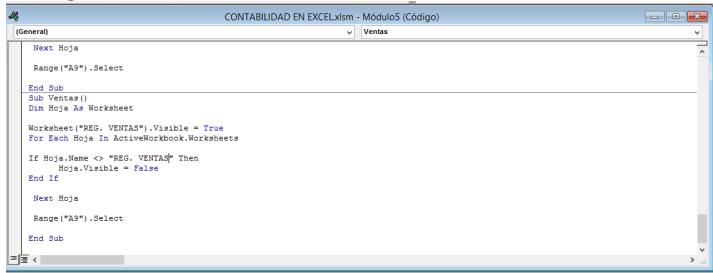 CONTABILIDAD EN EXCEL.xlsm - Módulo5 (Código)
(General) Ventas
Next Hoja
Range("A9").Select
End Sub
Sub Ventas()
Dim Hoja As Worksheet
Worksheet("REG. VENTAS").Visible = True
For Each Hoja In ActiveWorkbook.Worksheets
If Hoja.Name <> "REG. VENTAS" Then
Hoja.Visible = False
End If
Next Hoja
Range("A9").Select
End Sub